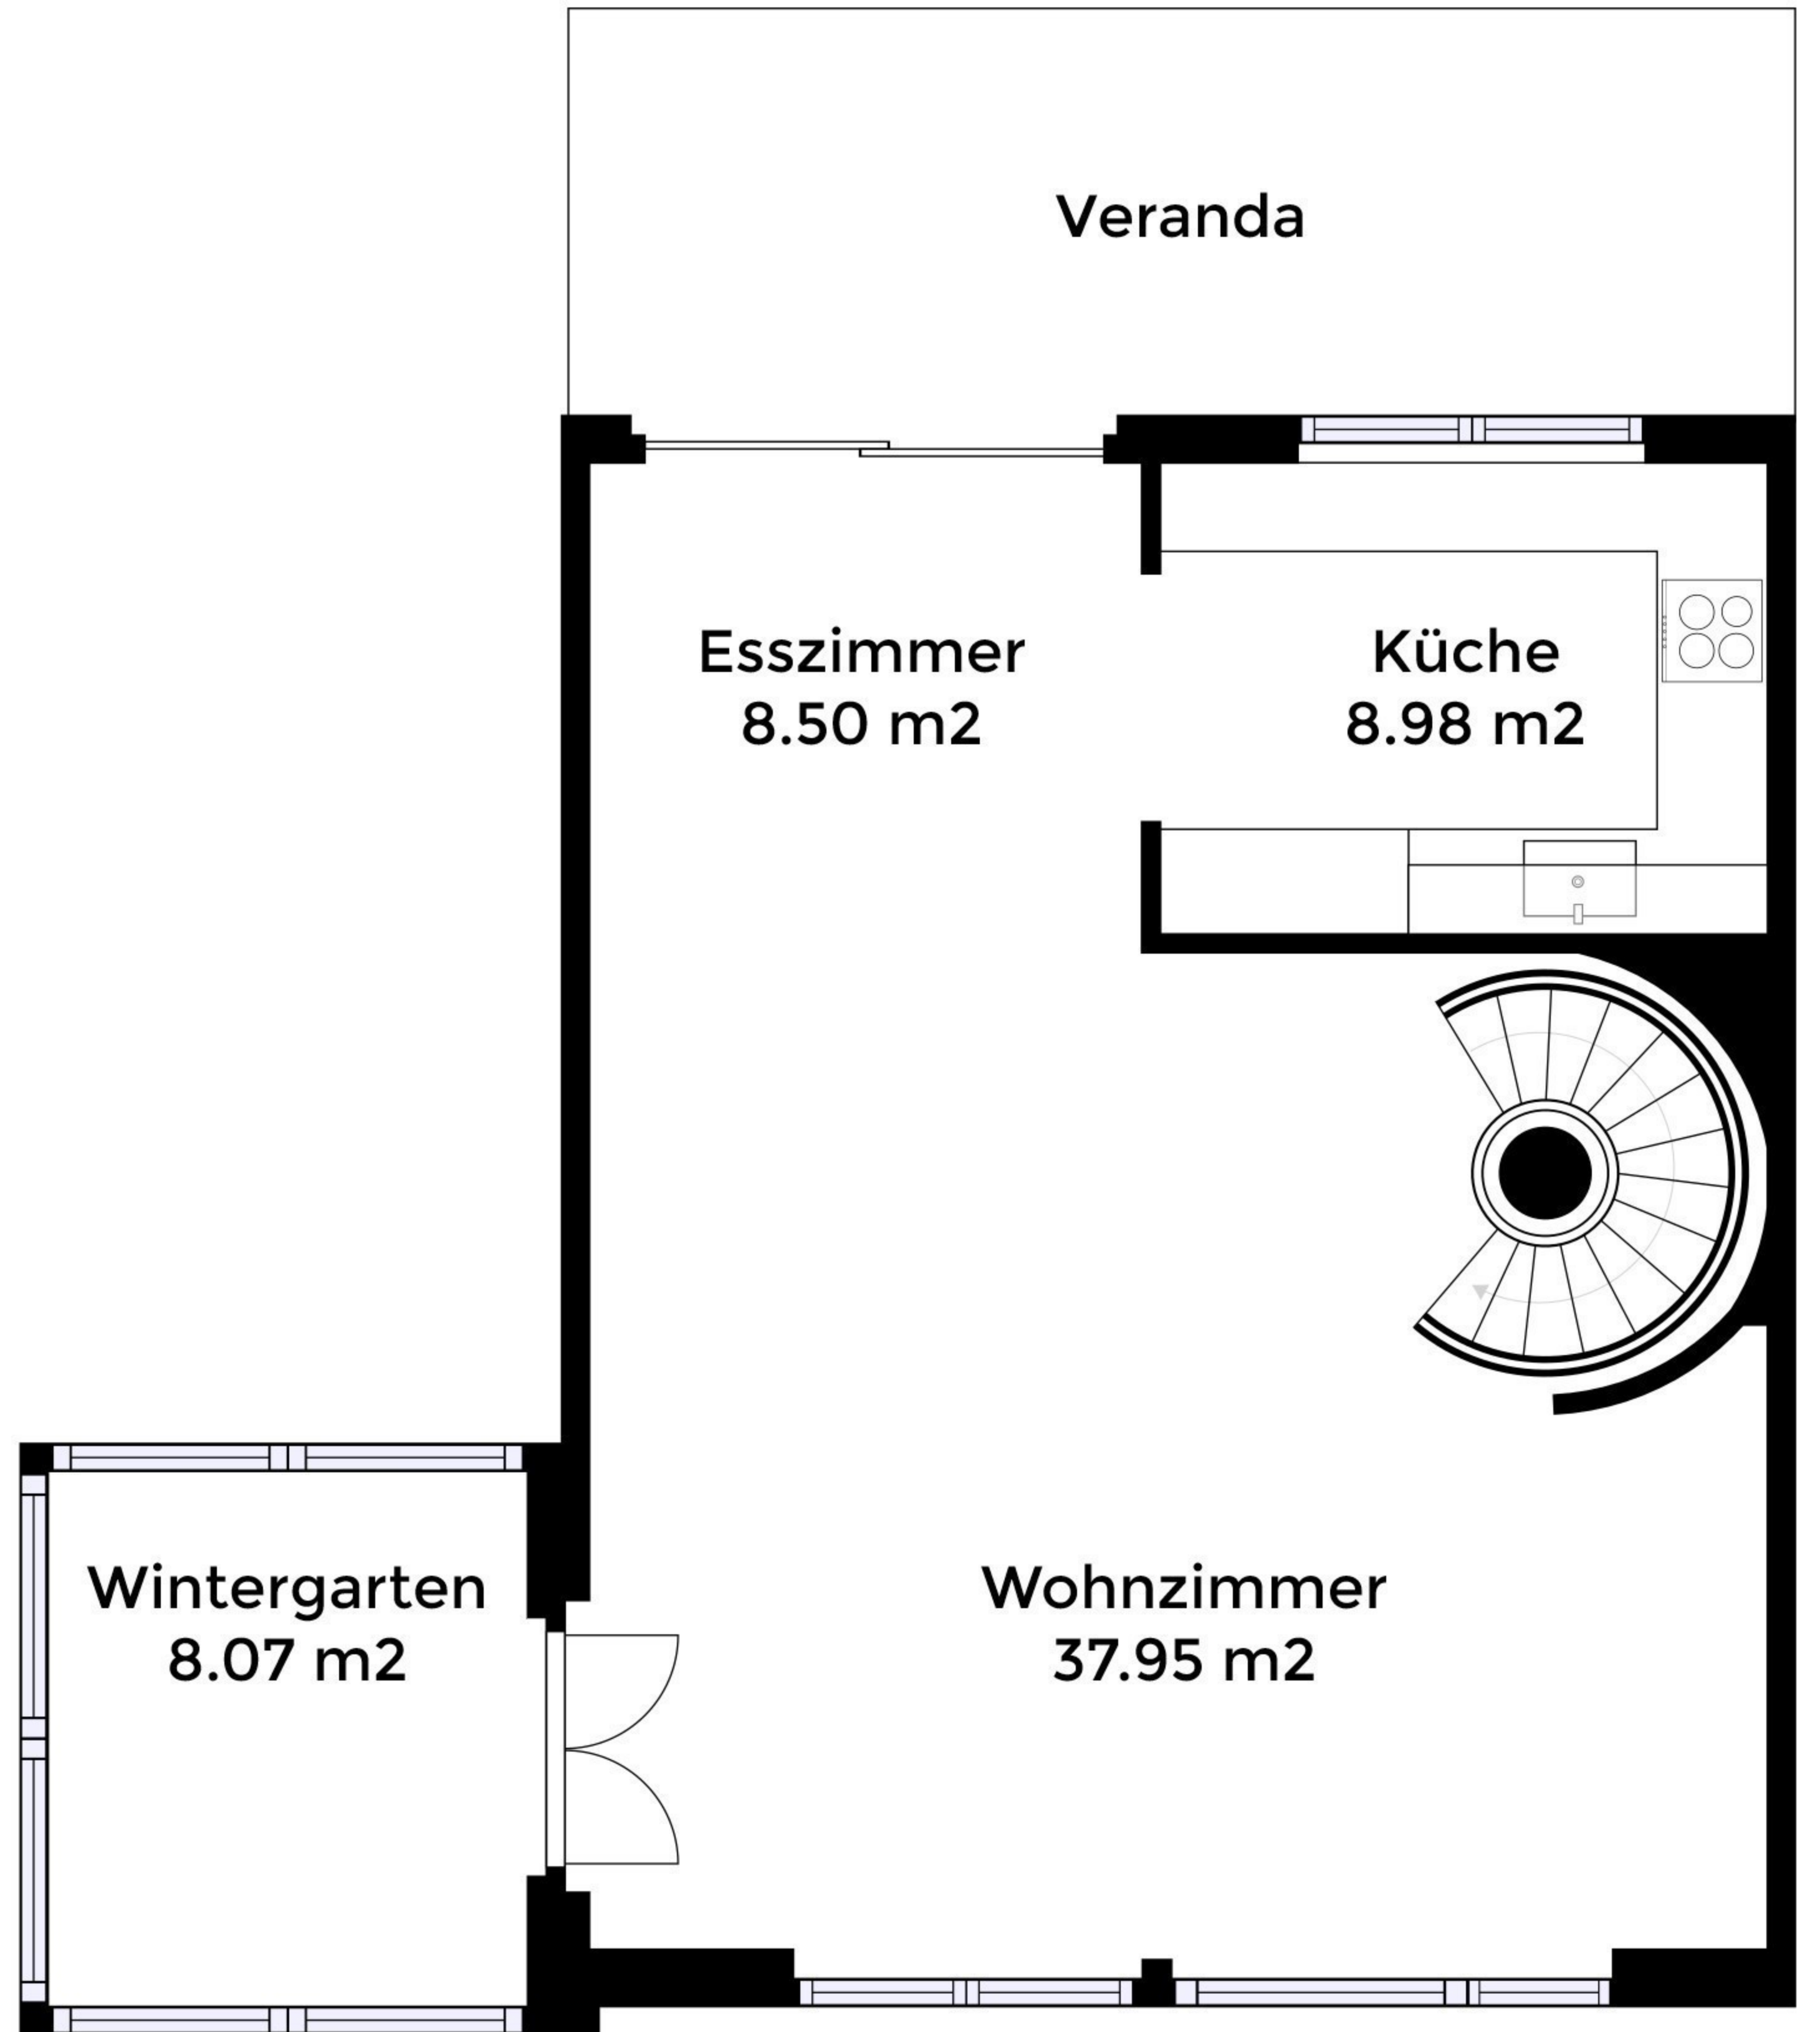 Veranda
Esszimmer
8.50 m2
Küche
8.98 m2
Wintergarten
8.07 m2
Wohnzimmer
37.95 m2